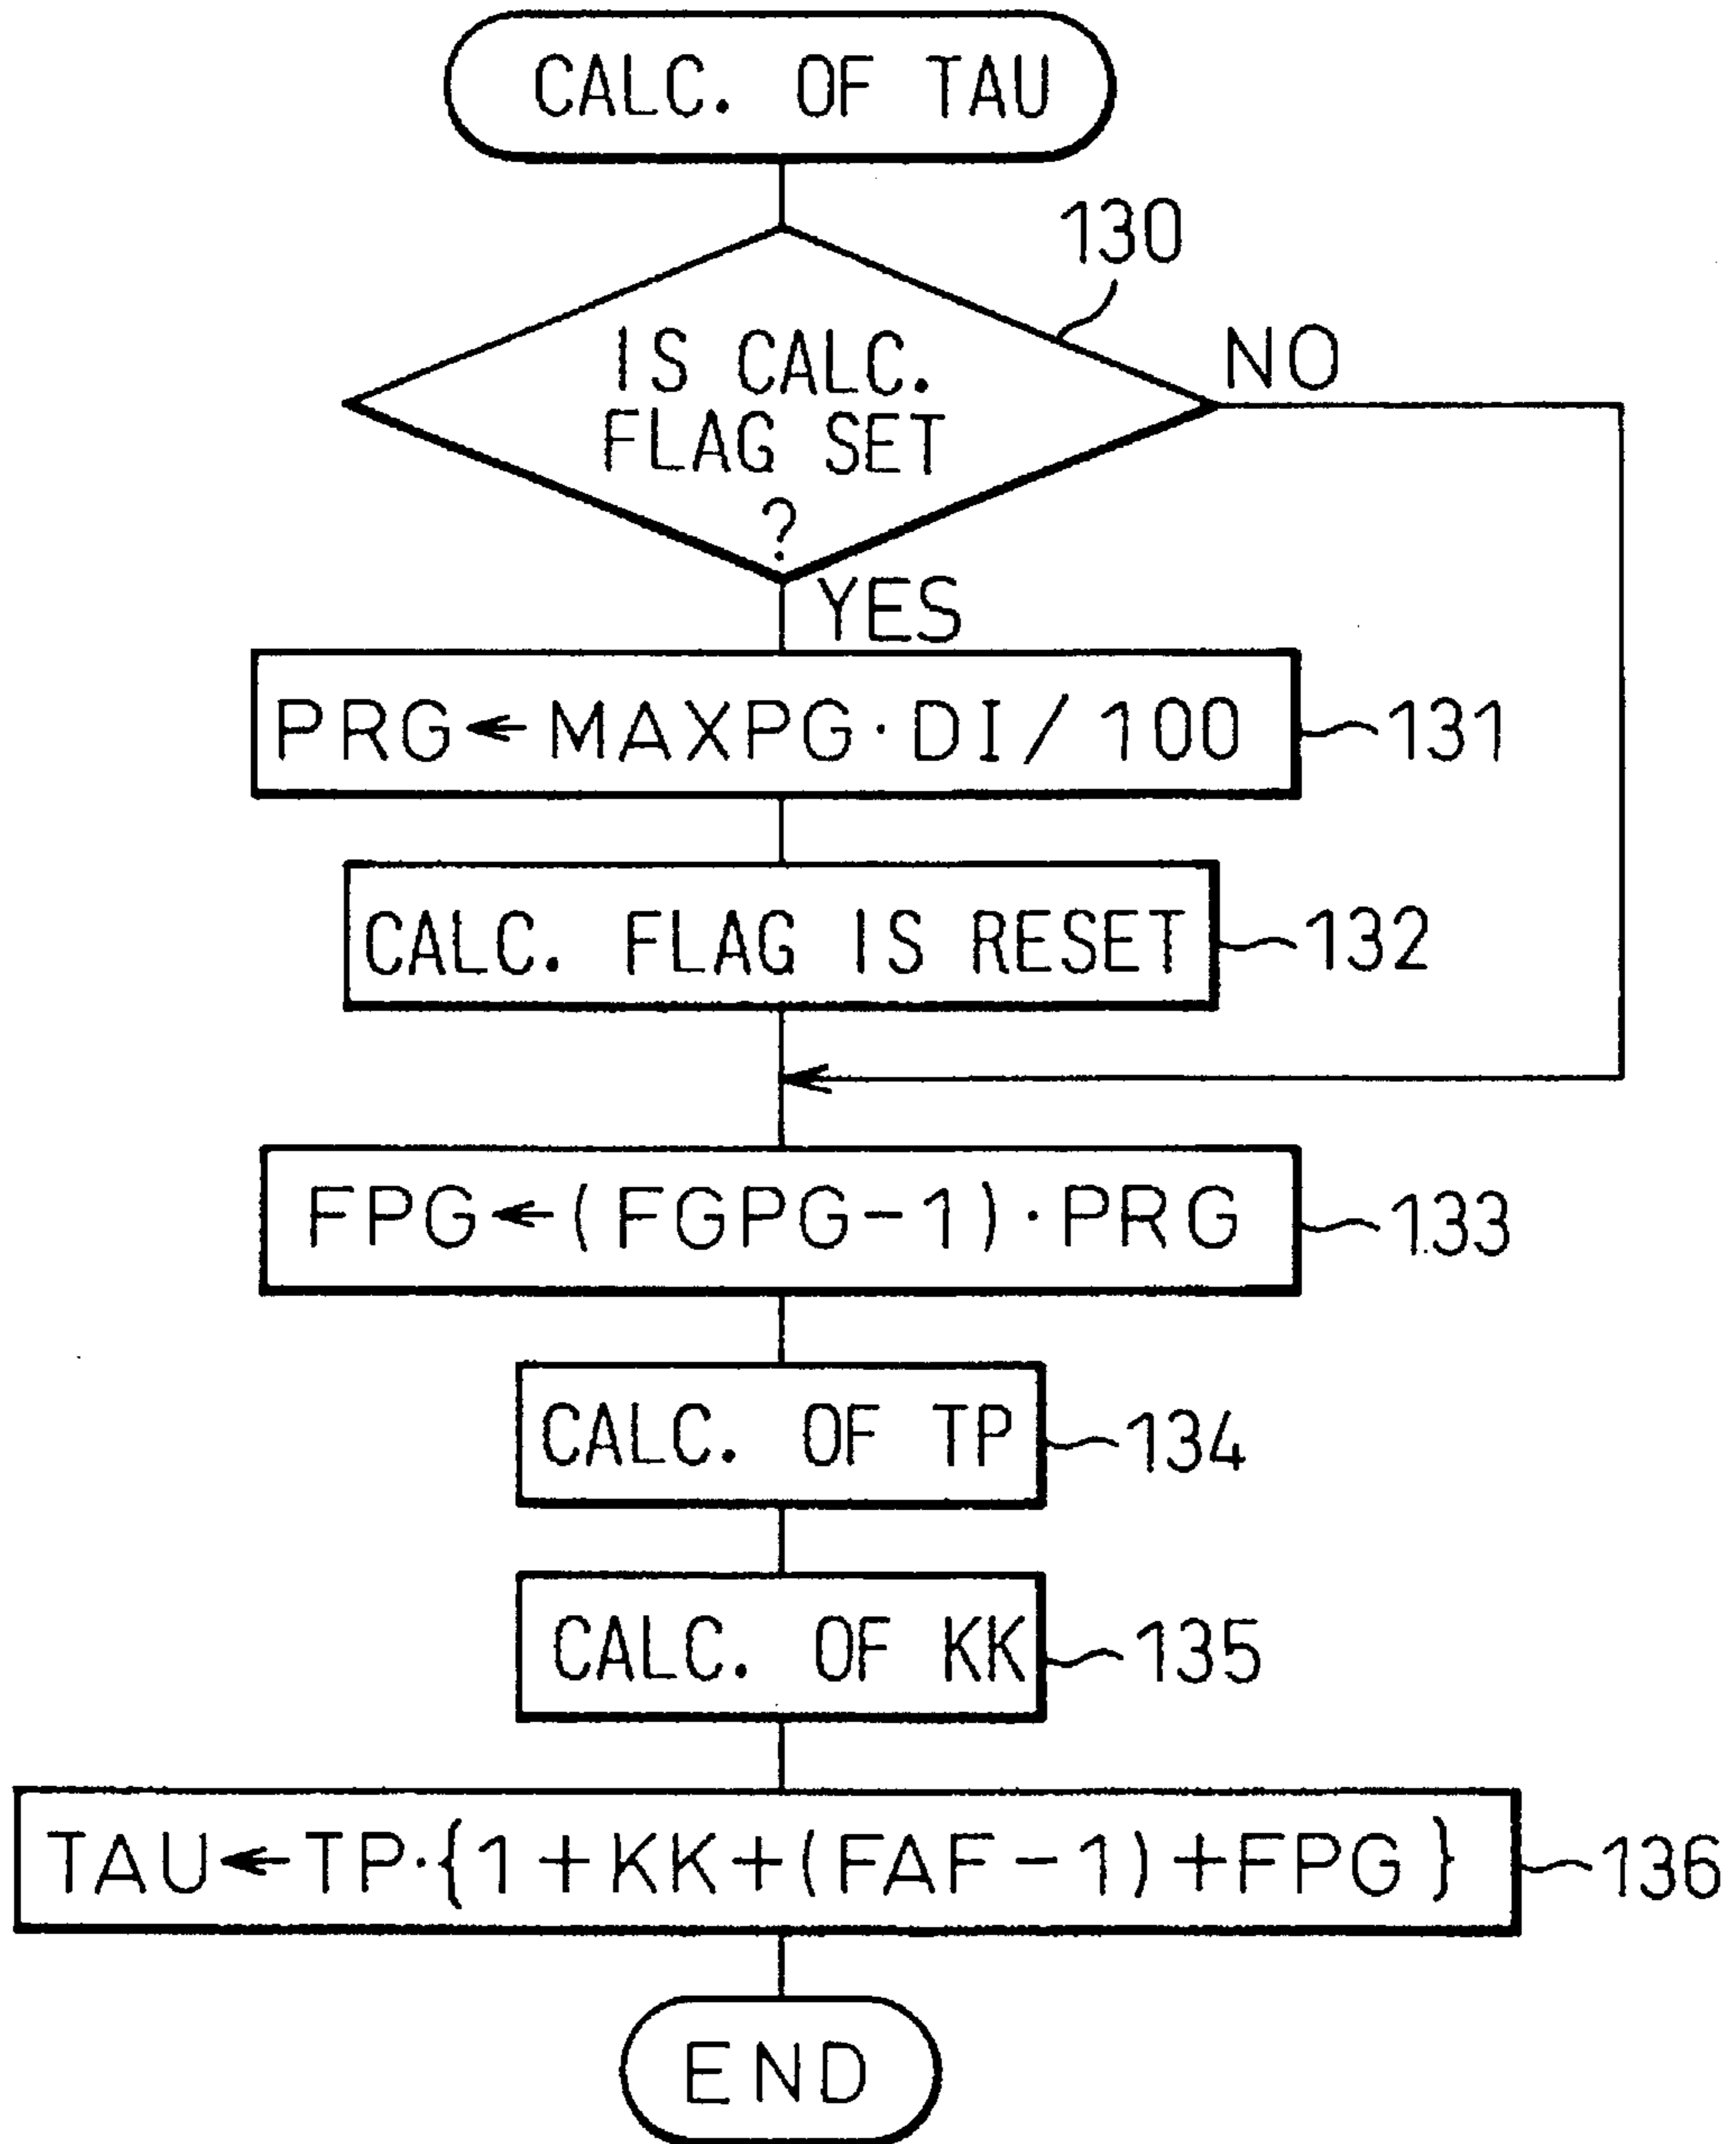 CALC. OF TAU
130
IS CALC.
FLAG SET
?
NO
YES
PRG←MAXPG·DI/100
131
CALC. FLAG IS RESET
132
FPG←(FGPG-1)·PRG
133
CALC. OF TP
134
CALC. OF KK
135
TAU←TP·{1+KK+(FAF-1)+FPG}
136
END